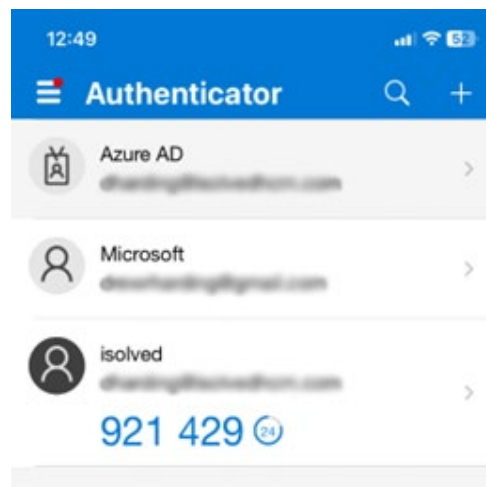 12:49
52
Authenticator
Azure AD
Microsoft
isolved
921 429 24